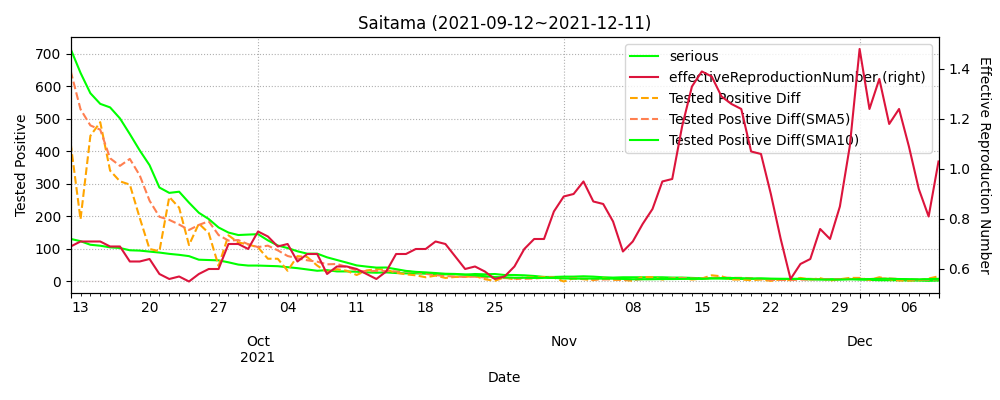 Saitama (2021-09-12~2021-12-11)
serious
effectiveReproductionNumber (right)
Tested Positive Diff
Tested Positive Diff(SMA5)
Tested Positive Diff(SMA10)
Tested Positive
700
600
500
400
300
200
100
0
1.4
1.2
1.0
0.8
0.6
Effective Reproduction Number
13 20 04 11 18 25 08 15 22 29 06
Oct Nov Dec
2021
Date